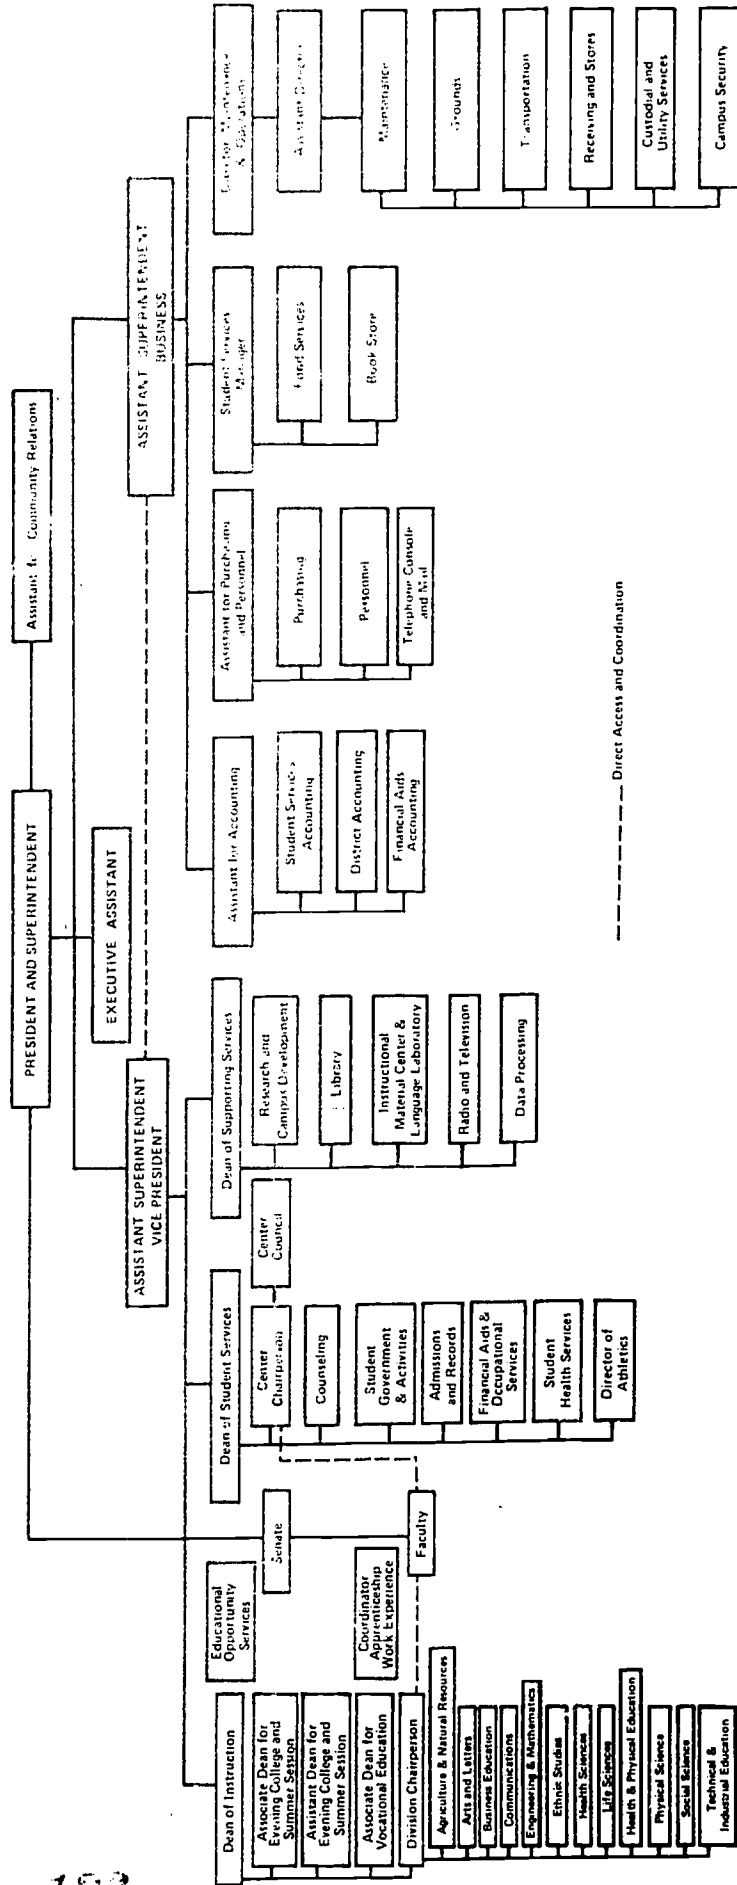 PRESIDENT AND SUPERINTENDENT
Assistant for Community Relations
EXECUTIVE ASSISTANT
ASSISTANT SUPERINTENDENT
VICE PRESIDENT
ASSISTANT SUPERINTENDENT
BUSINESS
Dean of Instruction
Associate Dean for
Evening College and
Summer Session
Assistant Dean for
Evening College and
Summer Session
Associate Dean for
Vocational Education
Division Chairperson
Agriculture & Natural Resources
Arts and Letters
Business Education
Communications
Engineering & Mathematics
Ethnic Studies
Health Sciences
Life Sciences
Health & Physical Education
Physical Science
Social Science
Technical &
Industrial Education
Educational
Opportunity
Services
Coordinator
Apprenticeship
Work Experience
Senate
Faculty
Dean of Student Services
Center
Chairperson
Center
Council
Counseling
Student
Government
& Activities
Admissions
and Records
Financial Aids &
Occupational
Services
Student
Health Services
Director of
Athletics
Dean of Supporting Services
Research and
Campus Development
Library
Instructional
Material Center &
Language Laboratory
Radio and Television
Data Processing
Assistant for Accounting
Student Services
Accounting
District Accounting
Financial Aids
Accounting
Assistant for Purchasing
and Personnel
Purchasing
Personnel
Telephone Console
and Mail
Student Services
Manager
Food Services
Book Store
Director Maintenance
& Operations
Assistant Director
Maintenance
Grounds
Transportation
Receiving and Stores
Custodial and
Utility Services
Campus Security
Direct Access and Coordination